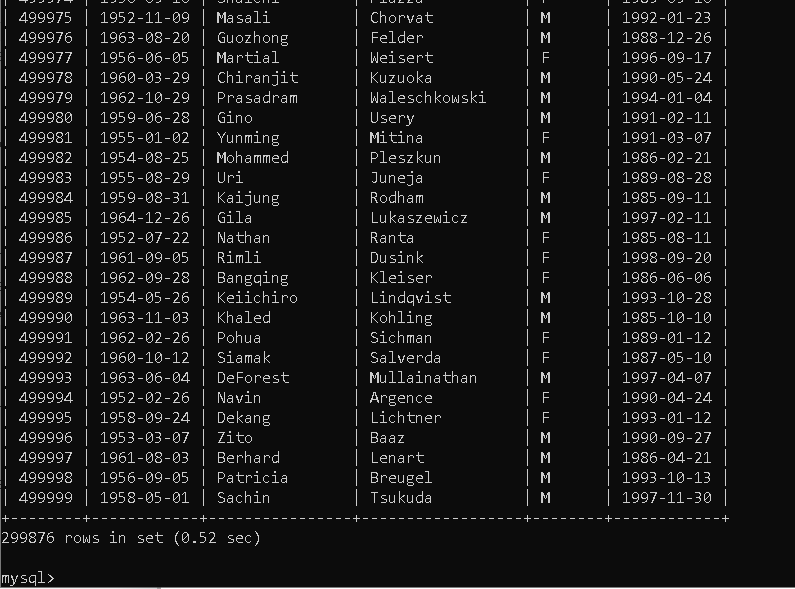 | 499975 | 1952-11-09 | Masali | Chorvat | M | 1992-01-23 |
| 499976 | 1963-08-20 | Guozhong | Felder | M | 1988-12-26 |
| 499977 | 1956-06-05 | Martial | Weisert | F | 1996-09-17 |
| 499978 | 1960-03-29 | Chiranjit | Kuzuoka | M | 1990-05-24 |
| 499979 | 1962-10-29 | Prasadram | Waleschkowski | M | 1994-01-04 |
| 499980 | 1959-06-28 | Gino | Usery | M | 1991-02-11 |
| 499981 | 1955-01-02 | Yunming | Mitina | F | 1991-03-07 |
| 499982 | 1954-08-25 | Mohammed | Pleszkun | M | 1986-02-21 |
| 499983 | 1955-08-29 | Uri | Juneja | F | 1989-08-28 |
| 499984 | 1959-08-31 | Kaijung | Rodham | M | 1985-09-11 |
| 499985 | 1964-12-26 | Gila | Lukaszewicz | M | 1997-02-11 |
| 499986 | 1952-07-22 | Nathan | Ranta | F | 1985-08-11 |
| 499987 | 1961-09-05 | Rimli | Dusink | F | 1998-09-20 |
| 499988 | 1962-09-28 | Bangqing | Kleiser | F | 1986-06-06 |
| 499989 | 1954-05-26 | Keiichiro | Lindqvist | M | 1993-10-28 |
| 499990 | 1963-11-03 | Khaled | Kohling | M | 1985-10-10 |
| 499991 | 1962-02-26 | Pohua | Sichman | F | 1989-01-12 |
| 499992 | 1960-10-12 | Siamak | Salverda | F | 1987-05-10 |
| 499993 | 1963-06-04 | DeForest | Mullainathan | M | 1997-04-07 |
| 499994 | 1952-02-26 | Navin | Argence | F | 1990-04-24 |
| 499995 | 1958-09-24 | Dekang | Lichtner | F | 1993-01-12 |
| 499996 | 1953-03-07 | Zito | Baaz | M | 1990-09-27 |
| 499997 | 1961-08-03 | Berhard | Lenart | M | 1986-04-21 |
| 499998 | 1956-09-05 | Patricia | Breugel | M | 1993-10-13 |
| 499999 | 1958-05-01 | Sachin | Tsukuda | M | 1997-11-30 |
+--------+------------+----------------+------------------+--------+------------+
299876 rows in set (0.52 sec)
mysql>